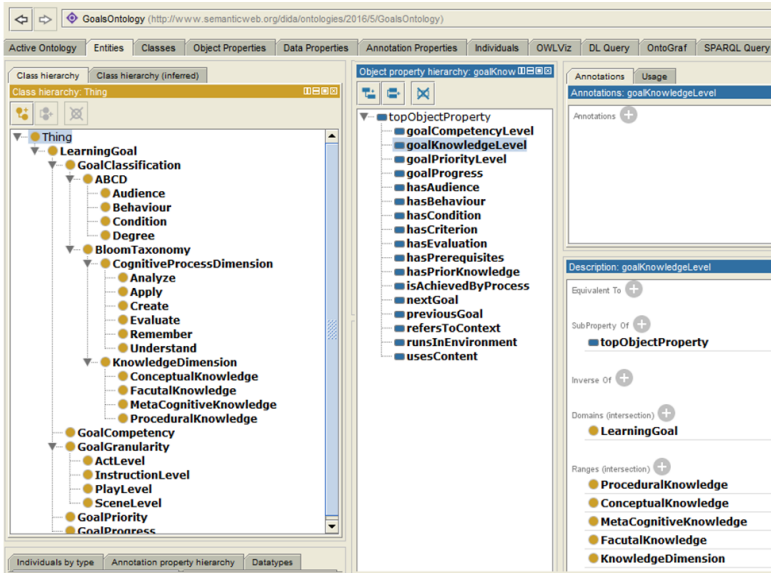 GoalsOntology (http://www.semanticweb.org/dida/ontologies/2016/5/GoalsOntology)
Active Ontology Entities Classes Object Properties Data Properties Annotation Properties Individuals OWLViz DL Query OntoGraf SPARQL Query
Class hierarchy Class hierarchy (inferred)
Class hierarchy: Thing
Thing
LearningGoal
GoalClassification
ABCD
Audience
Behaviour
Condition
Degree
BloomTaxonomy
CognitiveProcessDimension
Analyze
Apply
Create
Evaluate
Remember
Understand
KnowledgeDimension
ConceptualKnowledge
FacutalKnowledge
MetaCognitiveKnowledge
ProceduralKnowledge
GoalCompetency
GoalGranularity
ActLevel
InstructionLevel
PlayLevel
SceneLevel
GoalPriority
GoalProgress
Individuals by type Annotation property hierarchy Datatypes
Object property hierarchy: goalKnow
topObjectProperty
goalCompetencyLevel
goalKnowledgeLevel
goalPriorityLevel
goalProgress
hasAudience
hasBehaviour
hasCondition
hasCriterion
hasEvaluation
hasPrerequisites
hasPriorKnowledge
isAchievedByProcess
nextGoal
previousGoal
refersToContext
runsInEnvironment
usesContent
Annotations Usage
Annotations: goalKnowledgeLevel
Annotations
Description: goalKnowledgeLevel
Equivalent To
SubProperty Of
topObjectProperty
Inverse Of
Domains (intersection)
LearningGoal
Ranges (intersection)
ProceduralKnowledge
ConceptualKnowledge
MetaCognitiveKnowledge
FacutalKnowledge
KnowledgeDimension